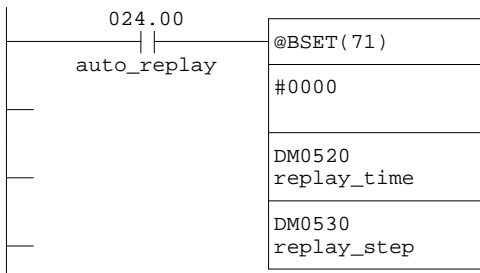 024.00
auto_replay
@BSET(71)
#0000
DM0520
replay_time
DM0530
replay_step